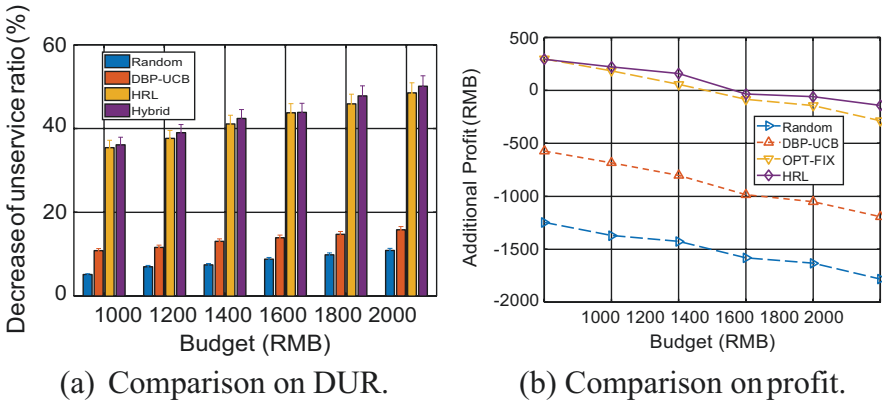 Decrease of unservice ratio (%)
60
40
20
0
Random
DBP-UCB
HRL
Hybrid
1000 1200 1400 1600 1800 2000
Budget (RMB)
(a) Comparison on DUR.
Additional Profit (RMB)
500
0
-500
-1000
-1500
-2000
Random
DBP-UCB
OPT-FIX
HRL
1000 1200 1400 1600 1800 2000
Budget (RMB)
(b) Comparison on profit.